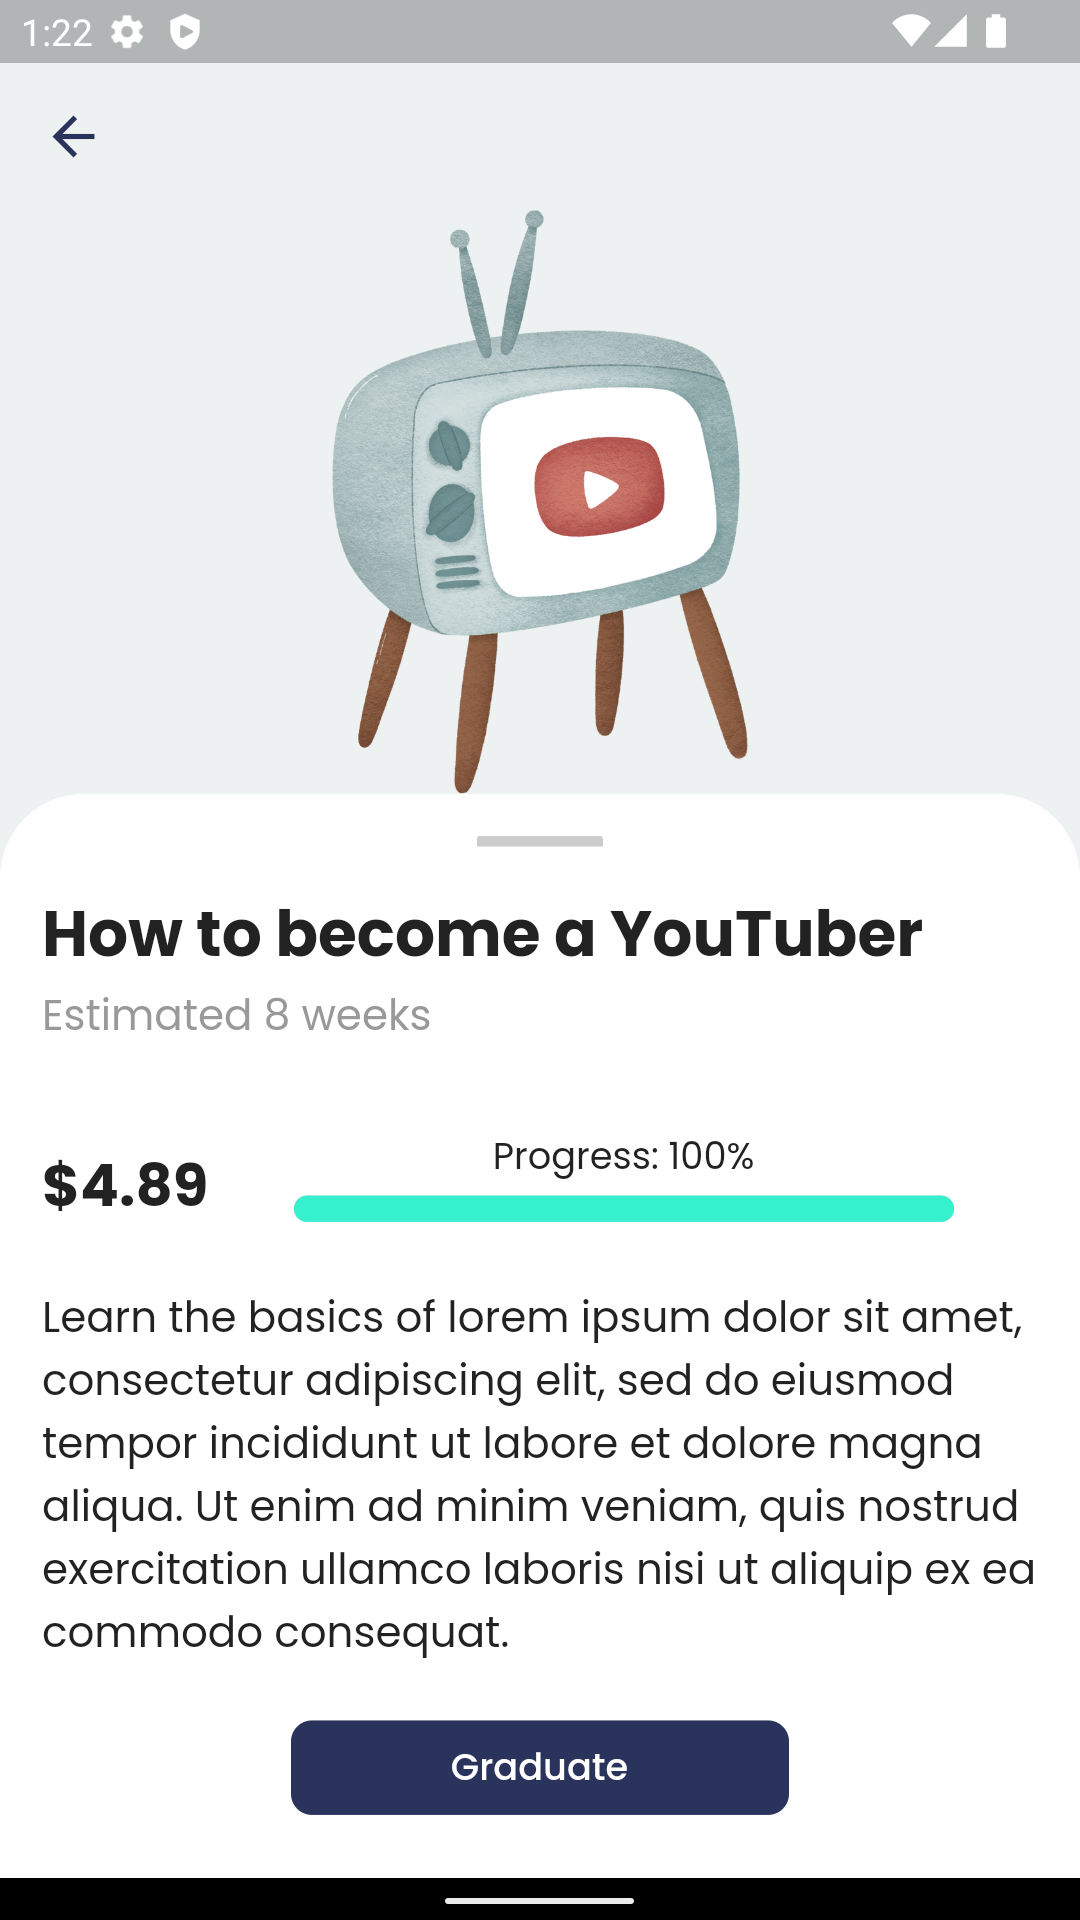 1:22
How to become a YouTuber
Estimated 8 weeks
Progress: 100%
$4.89
Learn the basics of lorem ipsum dolor sit amet,
consectetur adipiscing elit, sed do eiusmod
tempor incididunt ut labore et dolore magna
aliqua. Ut enim ad minim veniam, quis nostrud
exercitation ullamco laboris nisi ut aliquip ex ea
commodo consequat.
Graduate